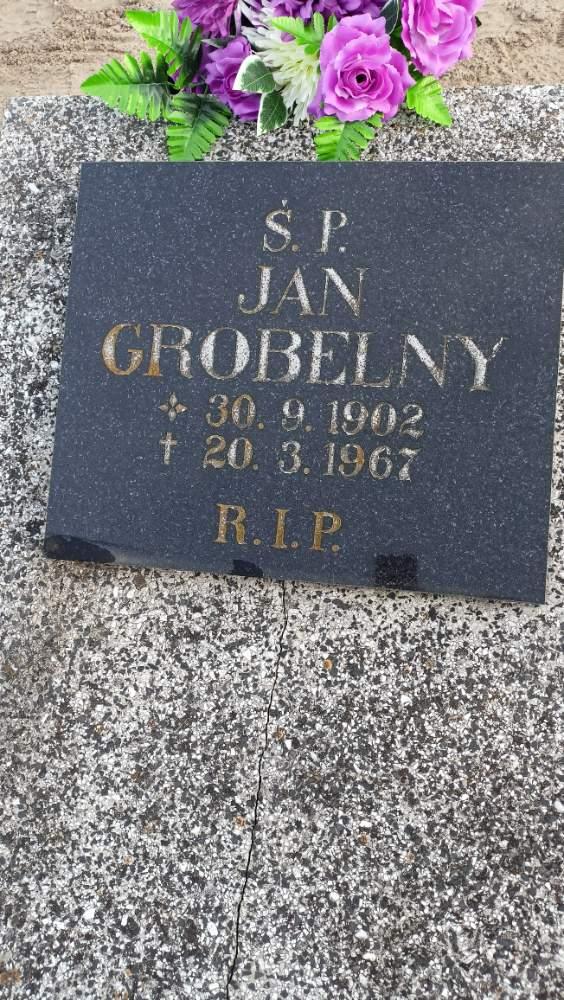 Ś. P.
JAN
GROBELNY
✧ 30. 9. 1902
† 20. 3. 1967
R. I. P.